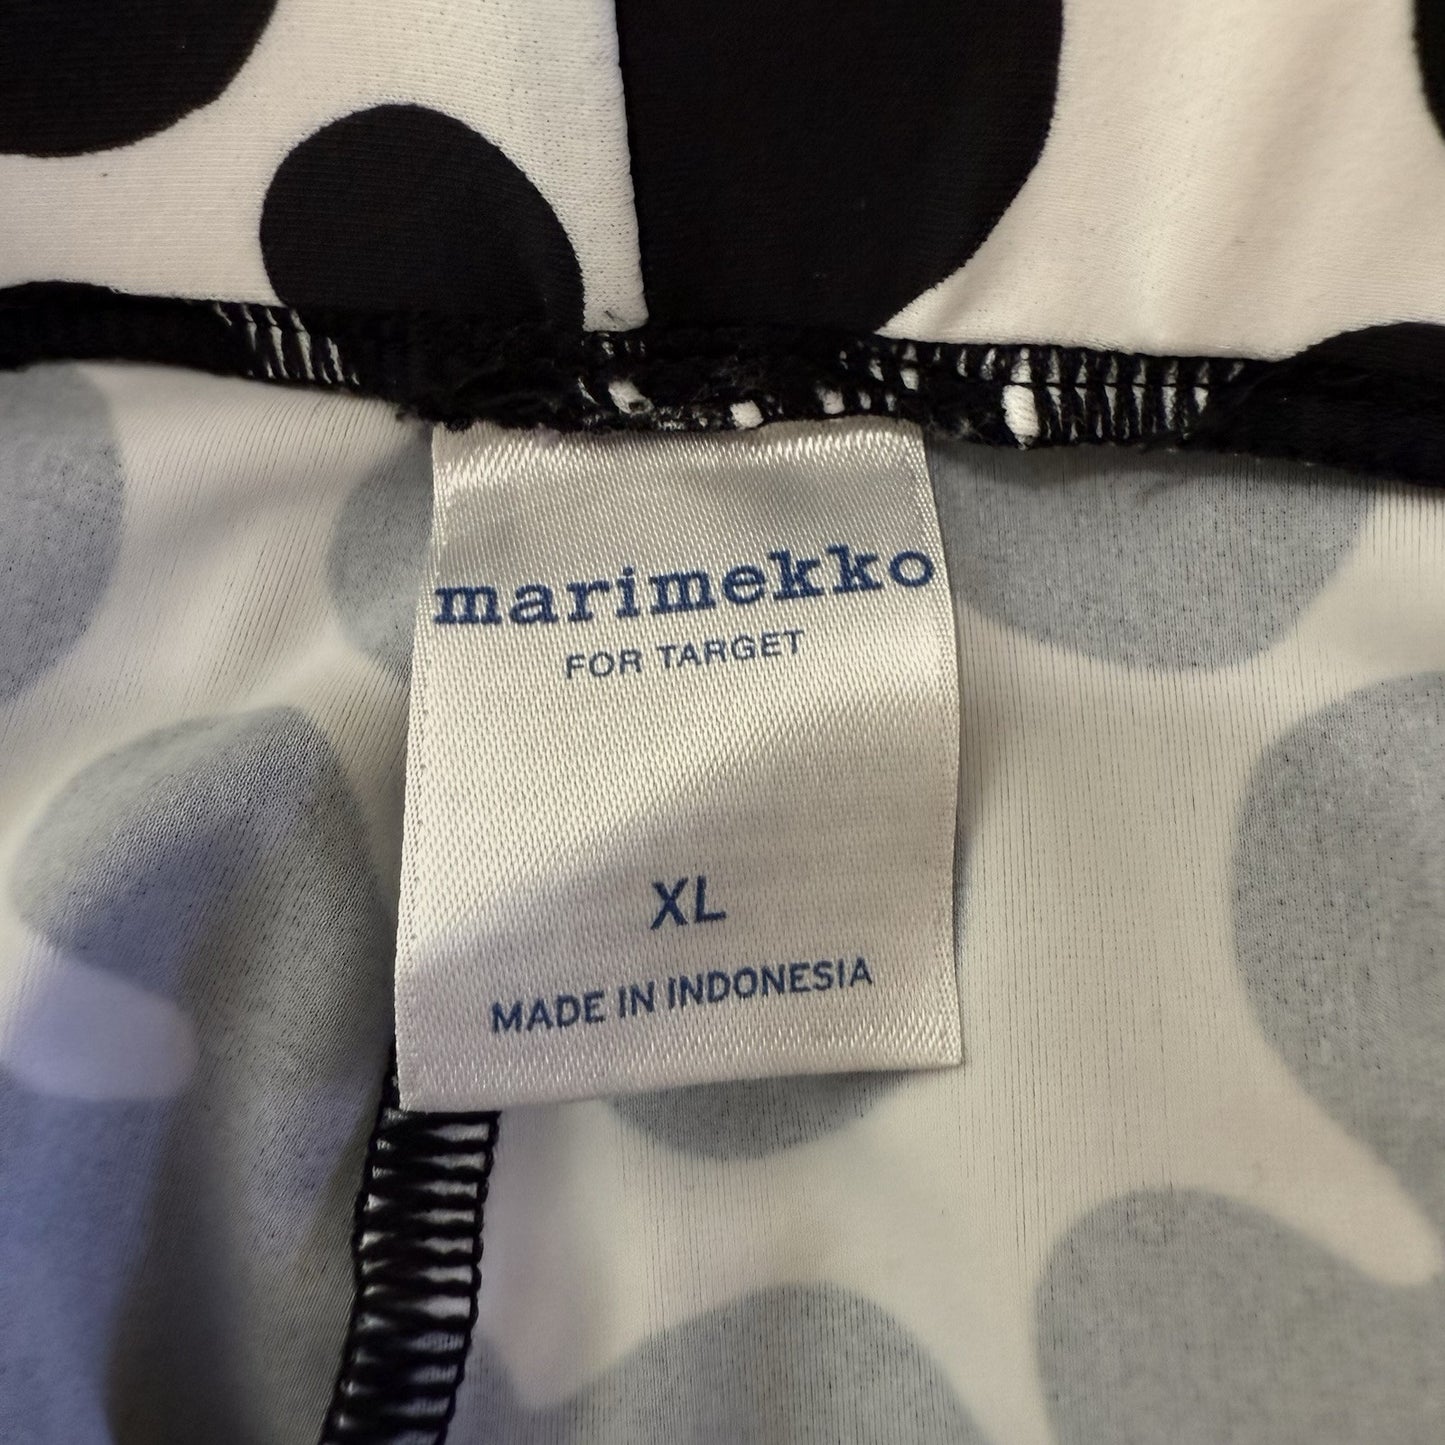 marimekko
FOR TARGET
XL
MADE IN INDONESIA